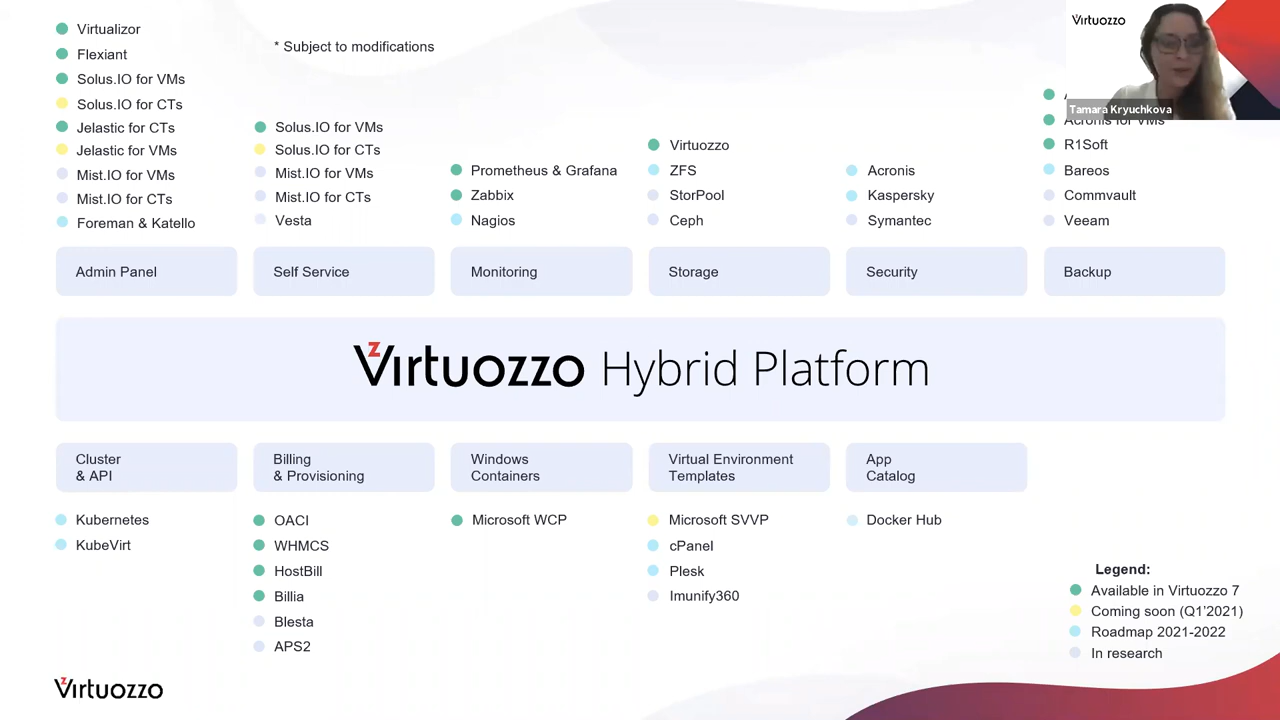 Virtualizor
Flexiant
Solus.IO for VMs
Solus.IO for CTs
Jelastic for CTs
Jelastic for VMs
Mist.IO for VMs
Mist.IO for CTs
Foreman & Katello
* Subject to modifications
Solus.IO for VMs
Solus.IO for CTs
Mist.IO for VMs
Mist.IO for CTs
Vesta
Prometheus & Grafana
Zabbix
Nagios
Virtuozzo
ZFS
StorPool
Ceph
Acronis
Kaspersky
Symantec
Virtuozzo
Tamara Kryuchkova
Acronis for VMs
R1Soft
Bareos
Commvault
Veeam
Admin Panel
Self Service
Monitoring
Storage
Security
Backup
Virtuozzo Hybrid Platform
Cluster
& API
Billing
& Provisioning
Windows
Containers
Virtual Environment
Templates
App
Catalog
Kubernetes
KubeVirt
OACI
WHMCS
HostBill
Billia
Blesta
APS2
Microsoft WCP
Microsoft SVVP
cPanel
Plesk
Imunify360
Docker Hub
Legend:
Available in Virtuozzo 7
Coming soon (Q1'2021)
Roadmap 2021-2022
In research
Virtuozzo